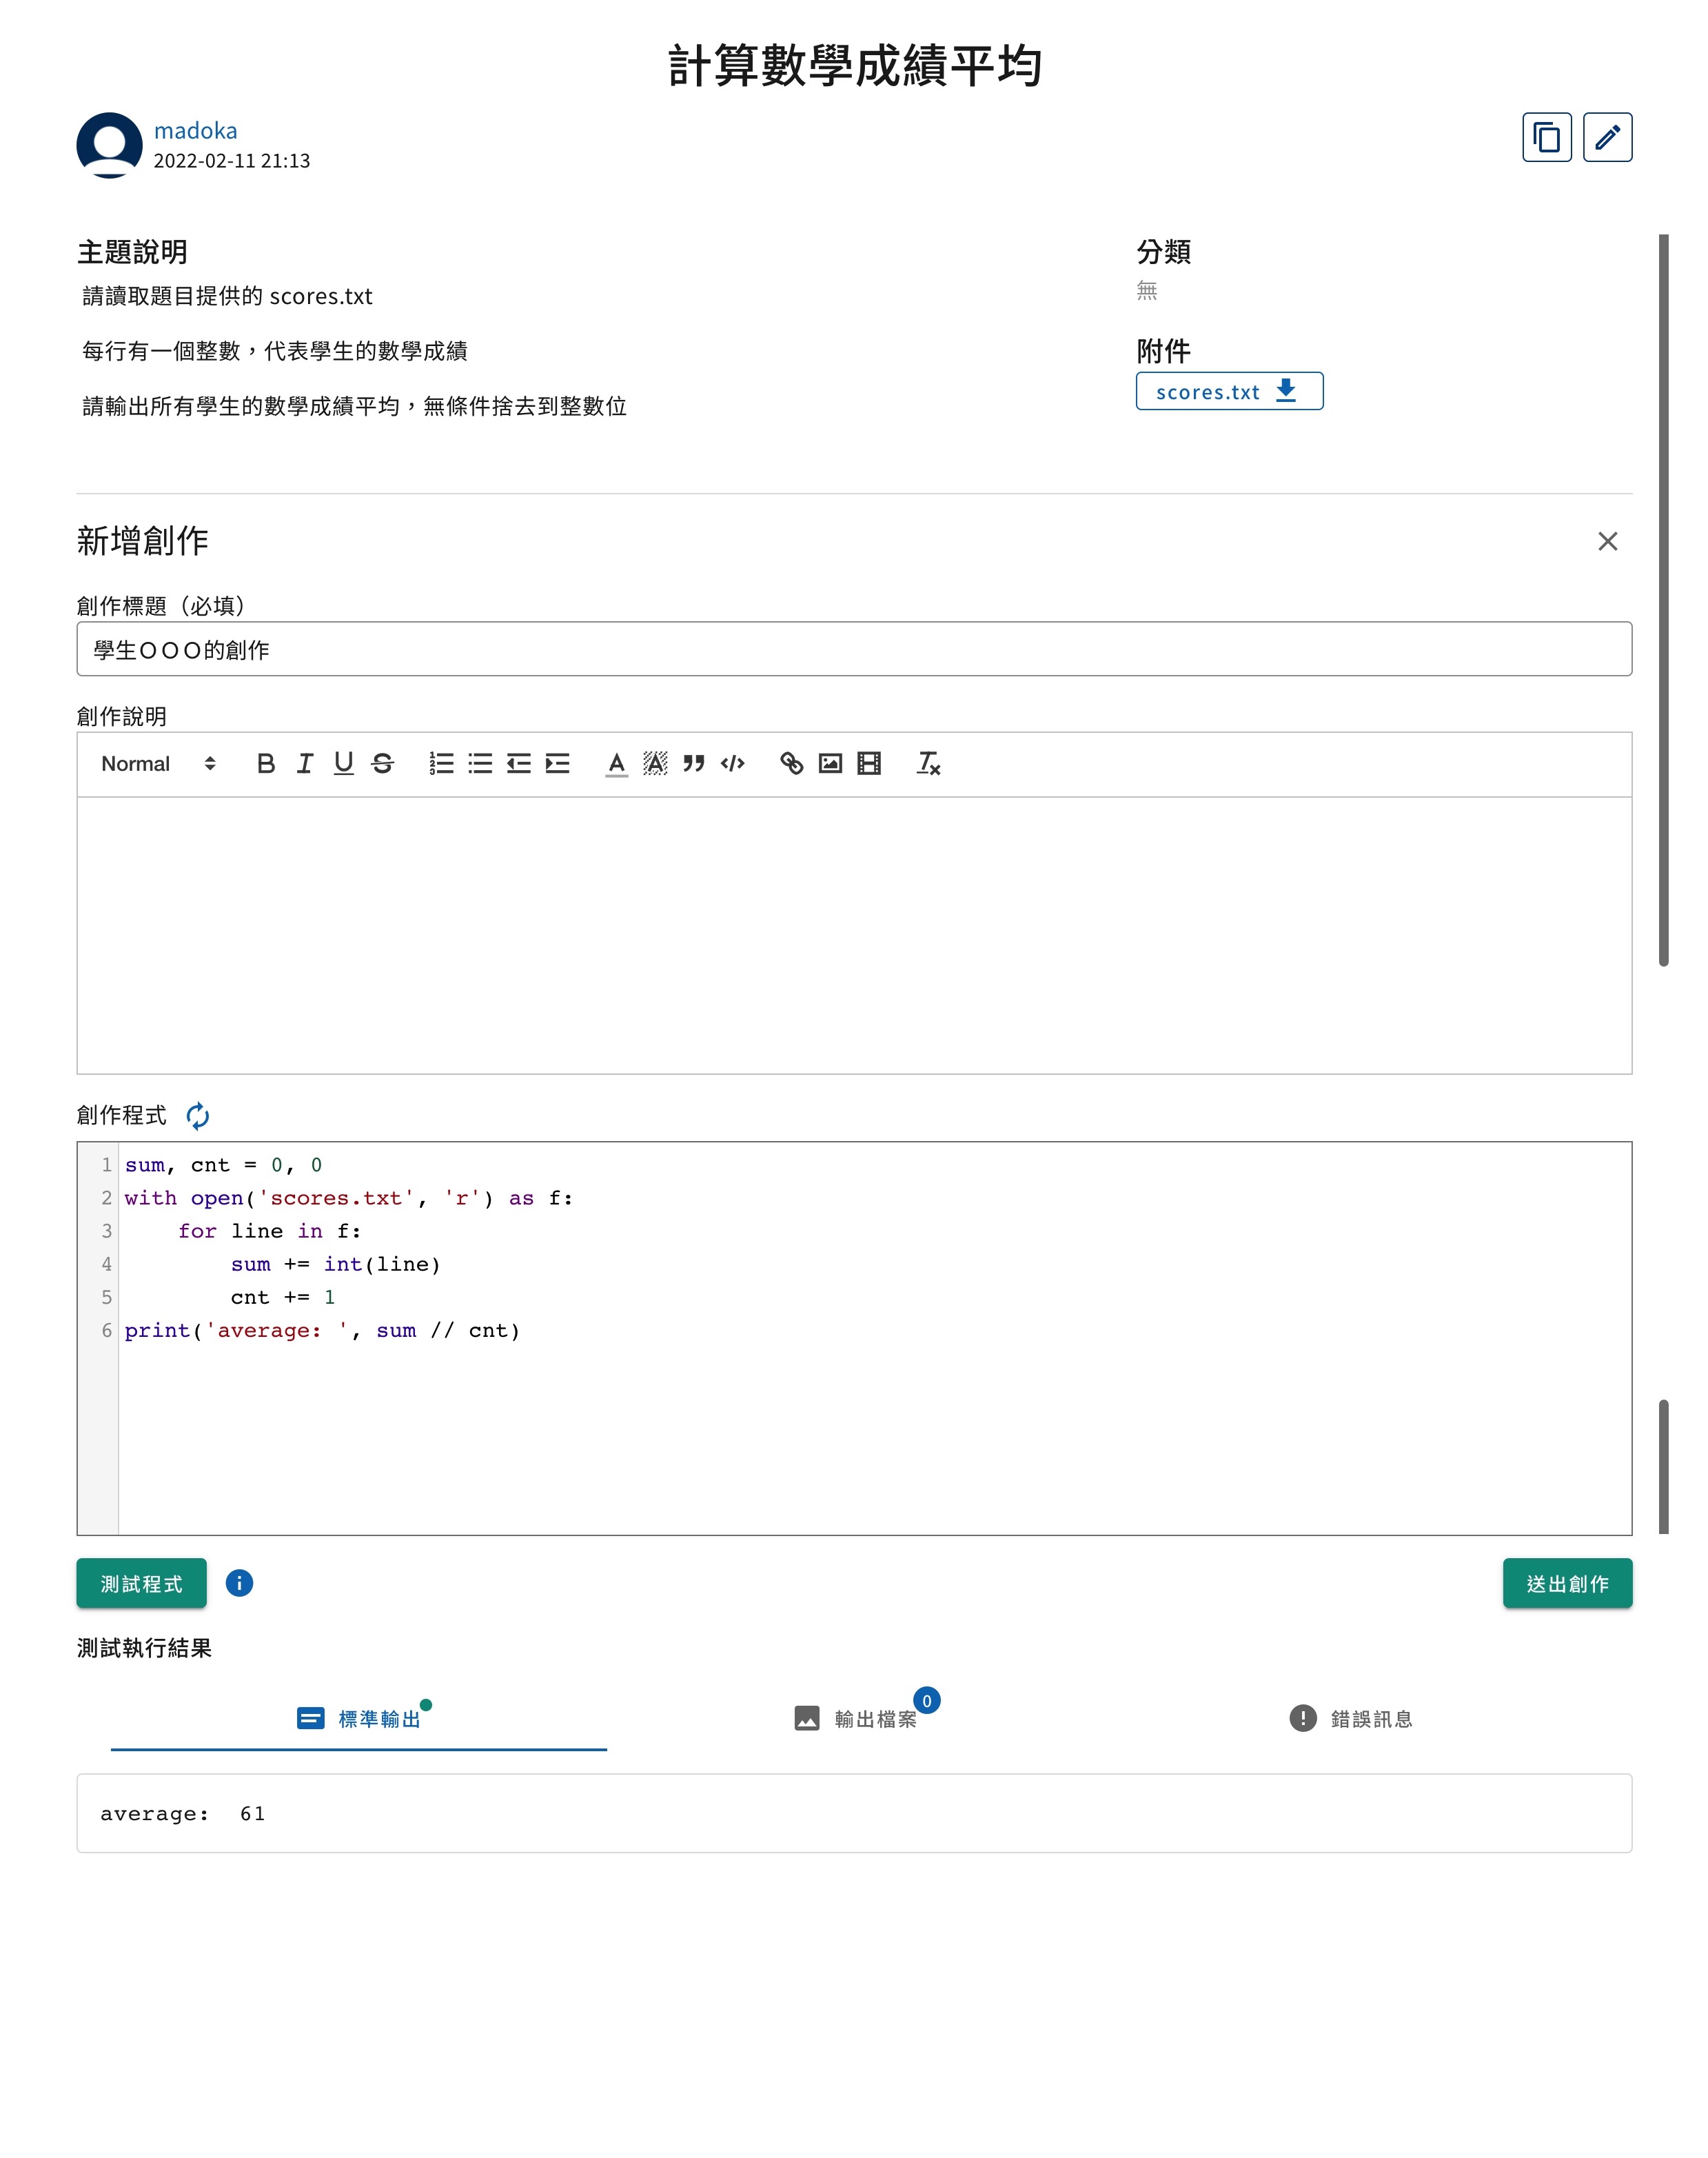 計算數學成績平均
madoka
2022-02-11 21:13
主題說明
請讀取題目提供的 scores.txt
每行有一個整數，代表學生的數學成績
請輸出所有學生的數學成績平均，無條件捨去到整數位
分類
無
附件
scores.txt
新增創作
創作標題（必填）
學生ＯＯＯ的創作
創作說明
Normal
創作程式
1 sum, cnt = 0, 0
2 with open('scores.txt', 'r') as f:
3     for line in f:
4         sum += int(line)
5         cnt += 1
6 print('average: ', sum // cnt)
測試程式
送出創作
測試執行結果
標準輸出
輸出檔案 0
錯誤訊息
average:  61